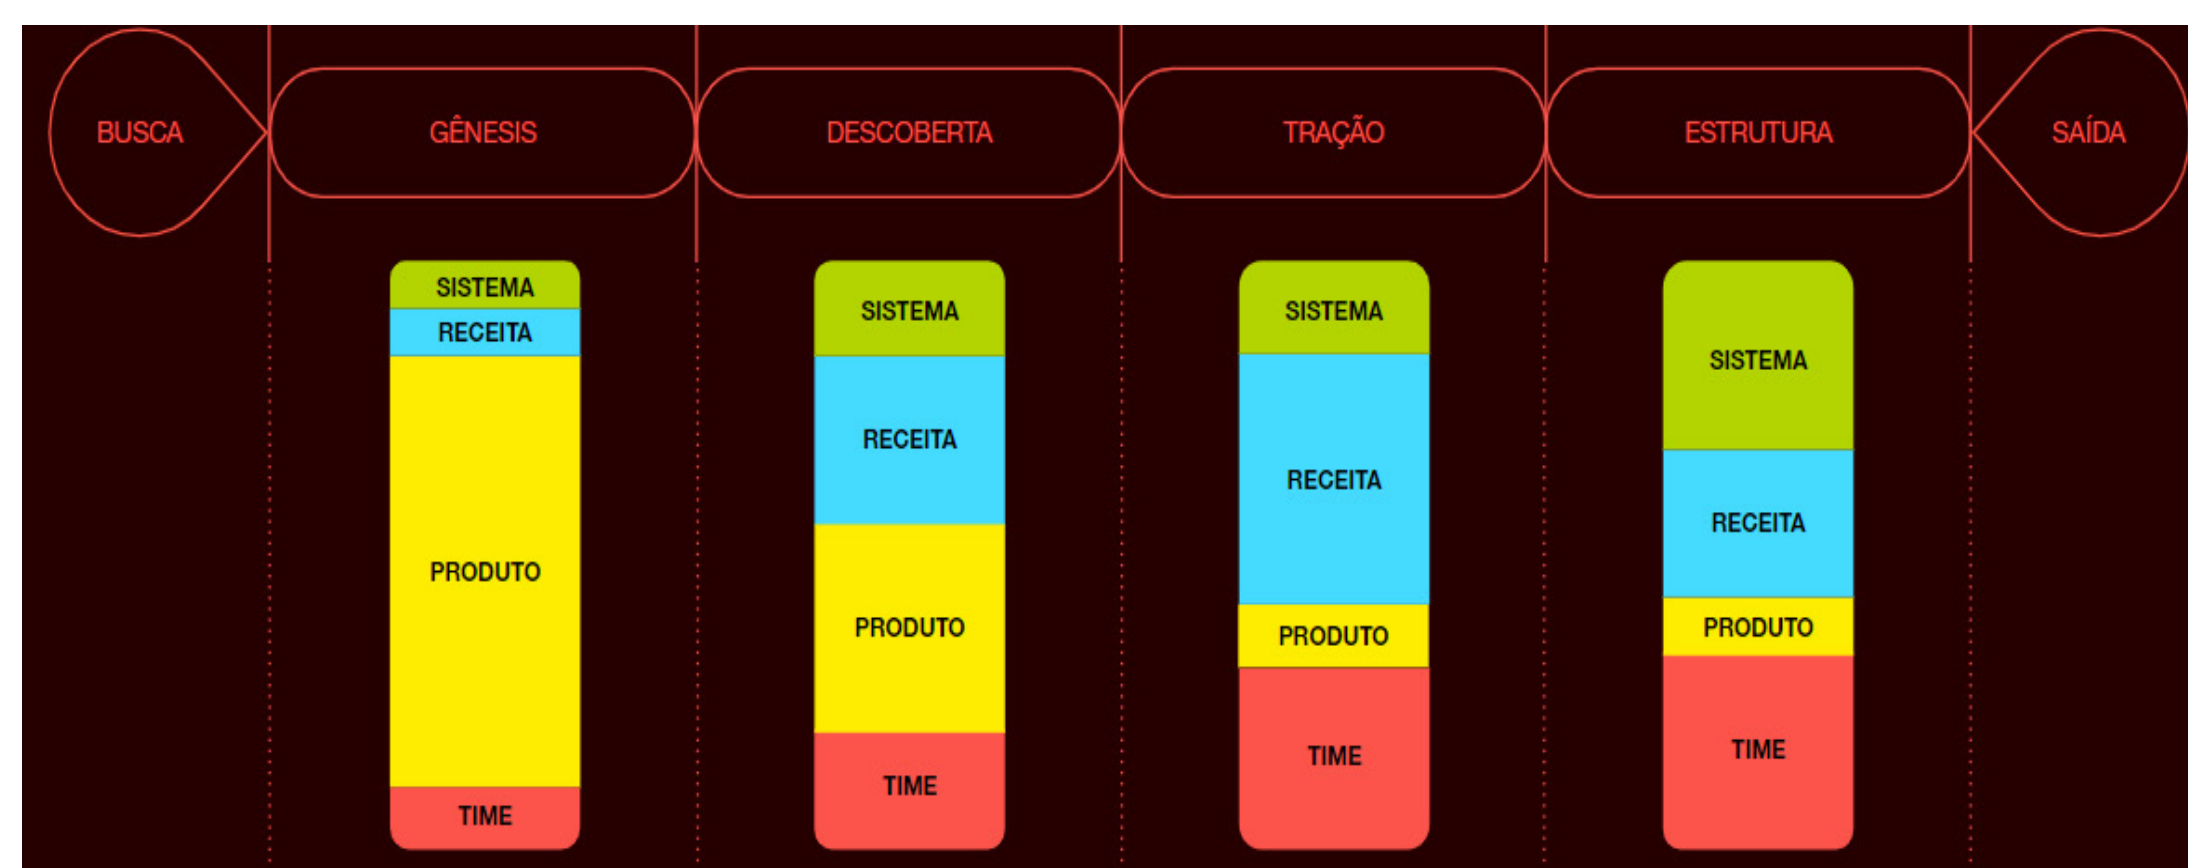 BUSCA
GÊNESIS
DESCOBERTA
TRAÇÃO
ESTRUTURA
SAÍDA
SISTEMA
RECEITA
PRODUTO
TIME
SISTEMA
RECEITA
PRODUTO
TIME
SISTEMA
RECEITA
PRODUTO
TIME
SISTEMA
RECEITA
PRODUTO
TIME